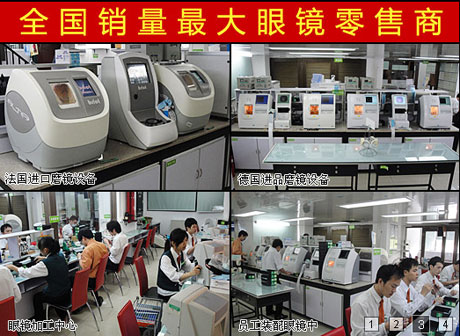 全国销量最大眼镜零售商
法国进口磨镜设备
德国进品磨镜设备
眼镜加工中心
员工装配眼镜中
1 2 3 4